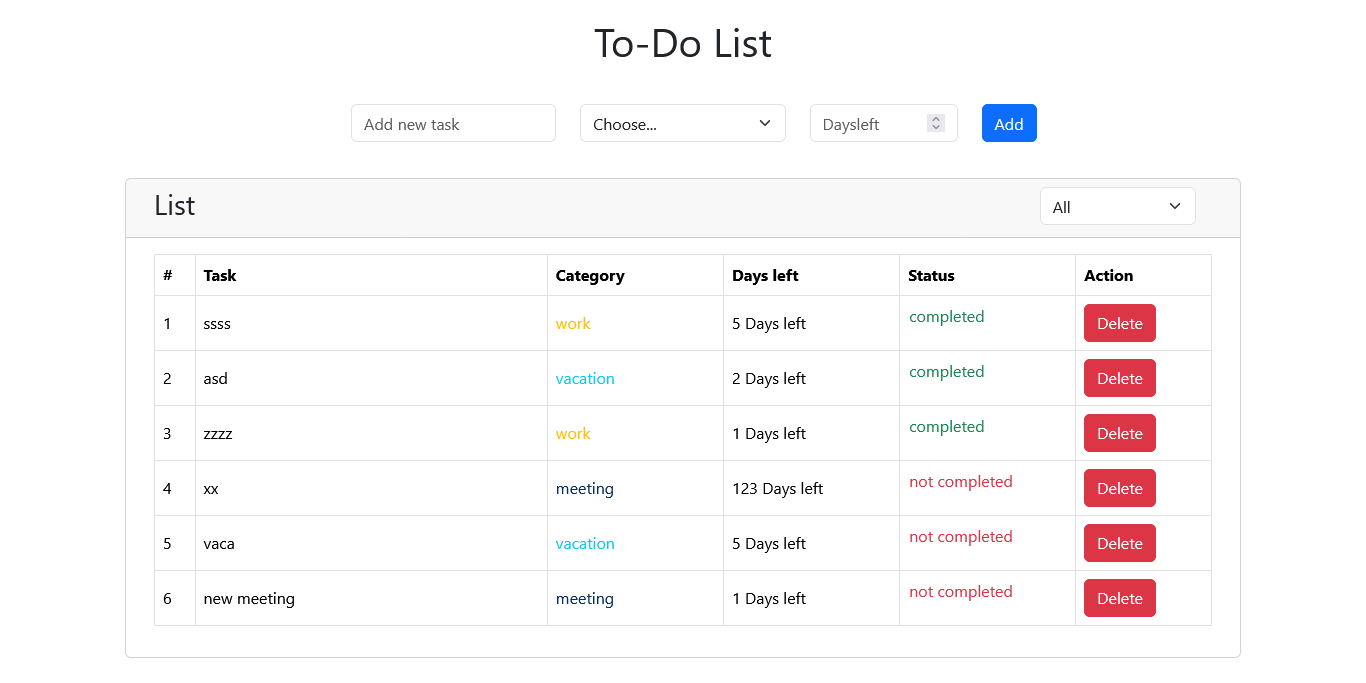 To-Do List
Add new task Choose... Daysleft Add
List All
# Task Category Days left Status Action
1 ssss work 5 Days left completed Delete
2 asd vacation 2 Days left completed Delete
3 zzzz work 1 Days left completed Delete
4 xx meeting 123 Days left not completed Delete
5 vaca vacation 5 Days left not completed Delete
6 new meeting meeting 1 Days left not completed Delete